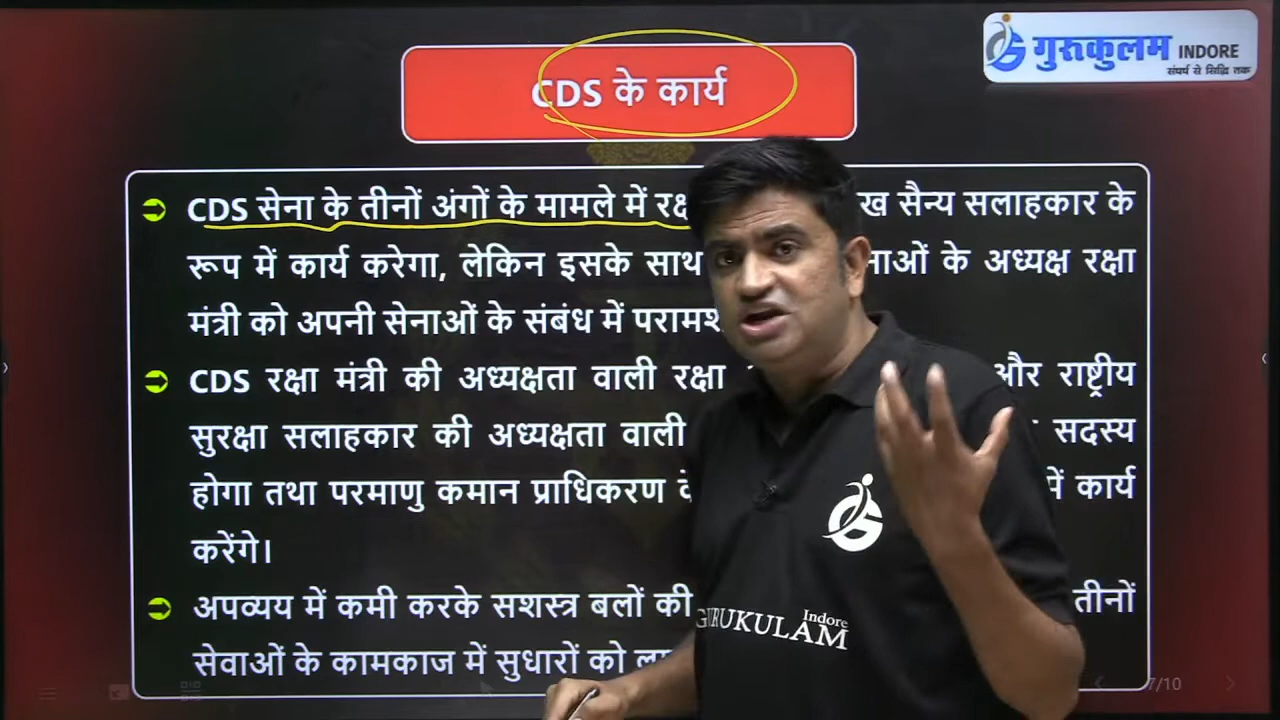 गुरुकुलम INDORE
संघर्ष से सिद्धि तक
CDS के कार्य
CDS सेना के तीनों अंगों के मामले में रक्ष ख सैन्य सलाहकार के
रूप में कार्य करेगा, लेकिन इसके साथ नाओं के अध्यक्ष रक्षा
मंत्री को अपनी सेनाओं के संबंध में परामर्श
CDS रक्षा मंत्री की अध्यक्षता वाली रक्षा और राष्ट्रीय
सुरक्षा सलाहकार की अध्यक्षता वाली सदस्य
होगा तथा परमाणु कमान प्राधिकरण में कार्य
करेंगे।
अपव्यय में कमी करके सशस्त्र बलों की तीनों
सेवाओं के कामकाज में सुधारों को
Indore
GURUKULAM
7/10